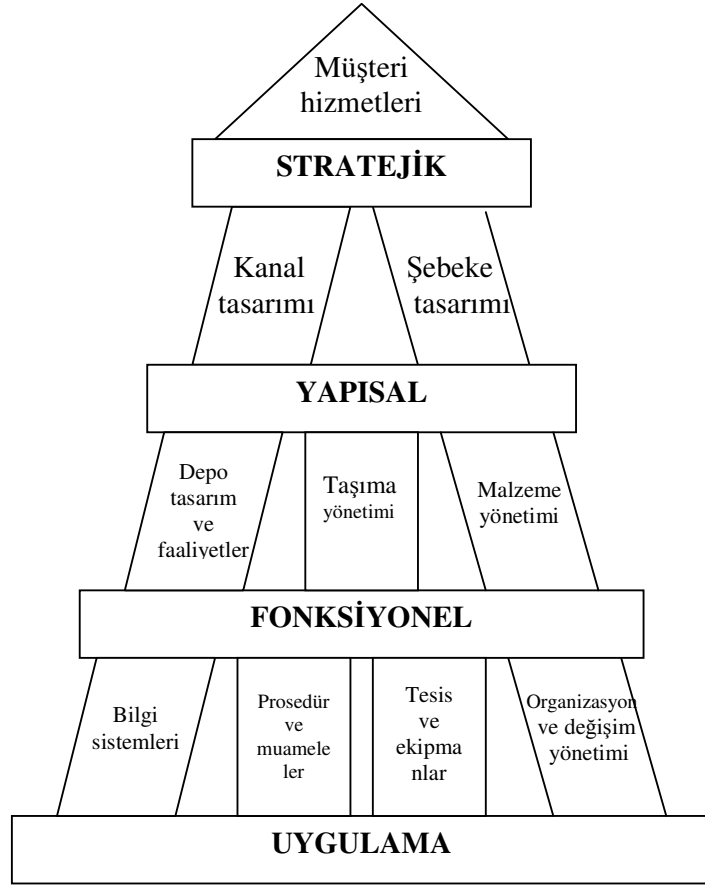 Müşteri
hizmetleri
STRATEJİK
Kanal
tasarımı
Şebeke
tasarımı
YAPISAL
Depo
tasarım
ve
faaliyetler
Taşıma
yönetimi
Malzeme
yönetimi
FONKSİYONEL
Bilgi
sistemleri
Prosedür
ve
muamele
ler
Tesis
ve
ekipma
nlar
Organizasyon
ve değişim
yönetimi
UYGULAMA